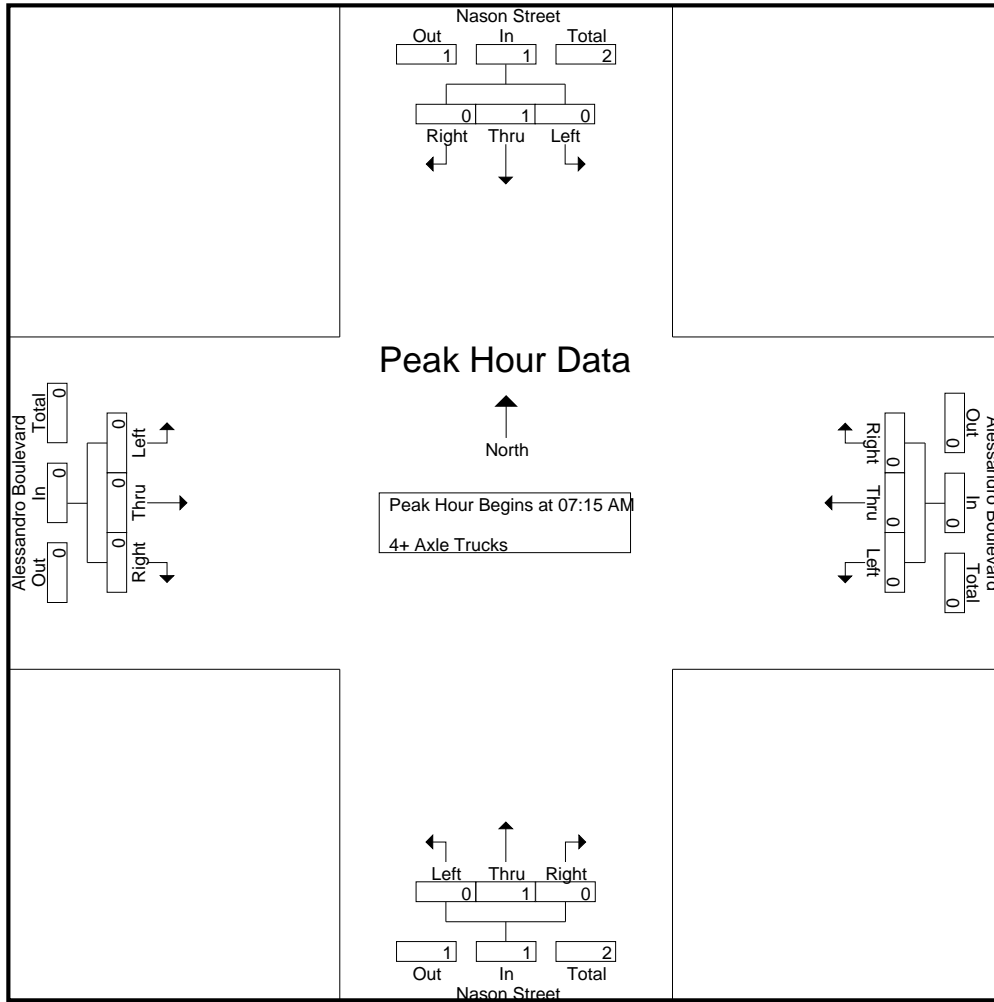 Nason Street
Out In Total
1 1 2
0 1 0
Right Thru Left
Peak Hour Data
North
Peak Hour Begins at 07:15 AM
4+ Axle Trucks
Alessandro Boulevard
Total In Out
0 0 0
0 0 0
Left Thru Right
Right Thru Left
0 0 0
0 0 0
Out In Total
Alessandro Boulevard
Left Thru Right
0 1 0
1 1 2
Out In Total
Nason Street